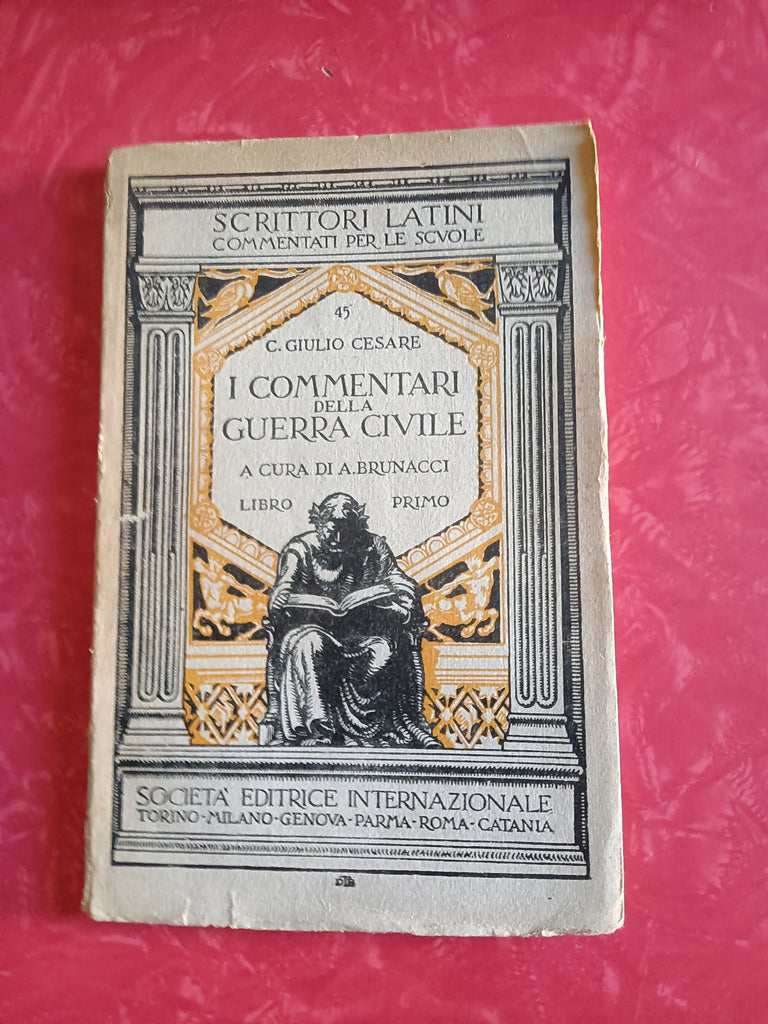 SCRITTORI LATINI
COMMENTATI PER LE SCVOLE
45
C. GIULIO CESARE
I COMMENTARI
DELLA
GUERRA CIVILE
A CURA DI A. BRUNACCI
LIBRO PRIMO
SOCIETÀ EDITRICE INTERNAZIONALE
TORINO-MILANO-GENOVA-PARMA-ROMA-CATANIA